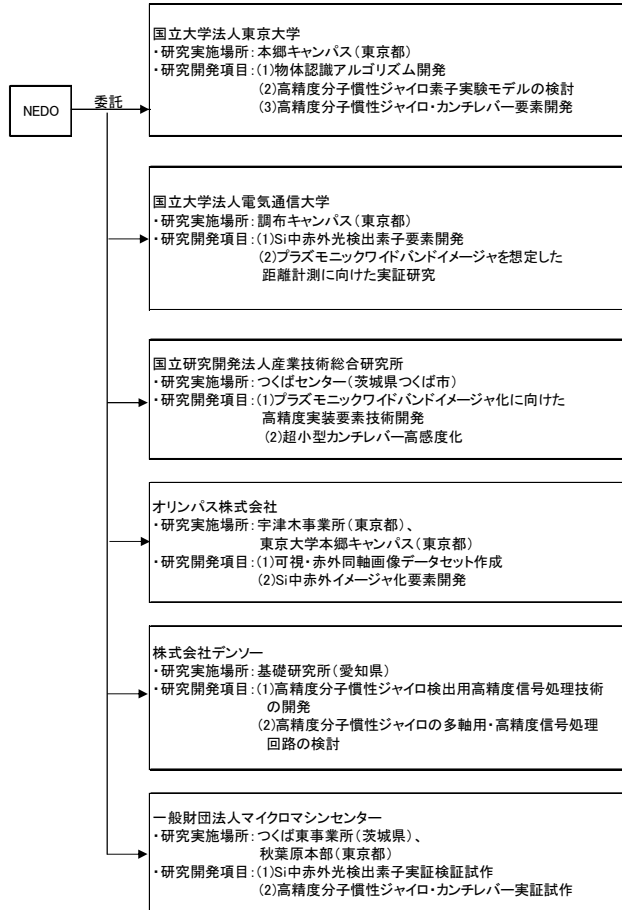 NEDO
委託
国立大学法人東京大学
・研究実施場所:本郷キャンパス(東京都)
・研究開発項目:(1)物体認識アルゴリズム開発
(2)高精度分子慣性ジャイロ素子実験モデルの検討
(3)高精度分子慣性ジャイロ・カンチレバー要素開発
国立大学法人電気通信大学
・研究実施場所:調布キャンパス(東京都)
・研究開発項目:(1)Si中赤外光検出素子要素開発
(2)プラズモニックワイドバンドイメージャを想定した
距離計測に向けた実証研究
国立研究開発法人産業技術総合研究所
・研究実施場所:つくばセンター(茨城県つくば市)
・研究開発項目:(1)プラズモニックワイドバンドイメージャ化に向けた
高精度実装要素技術開発
(2)超小型カンチレバー高感度化
オリンパス株式会社
・研究実施場所:宇津木事業所(東京都)、
東京大学本郷キャンパス(東京都)
・研究開発項目:(1)可視・赤外同軸画像データセット作成
(2)Si中赤外イメージャ化要素開発
株式会社デンソー
・研究実施場所:基礎研究所(愛知県)
・研究開発項目:(1)高精度分子慣性ジャイロ検出用高精度信号処理技術
の開発
(2)高精度分子慣性ジャイロの多軸用・高精度信号処理
回路の検討
一般財団法人マイクロマシンセンター
・研究実施場所:つくば東事業所(茨城県)、
秋葉原本部(東京都)
・研究開発項目:(1)Si中赤外光検出素子実証検証試作
(2)高精度分子慣性ジャイロ・カンチレバー実証試作